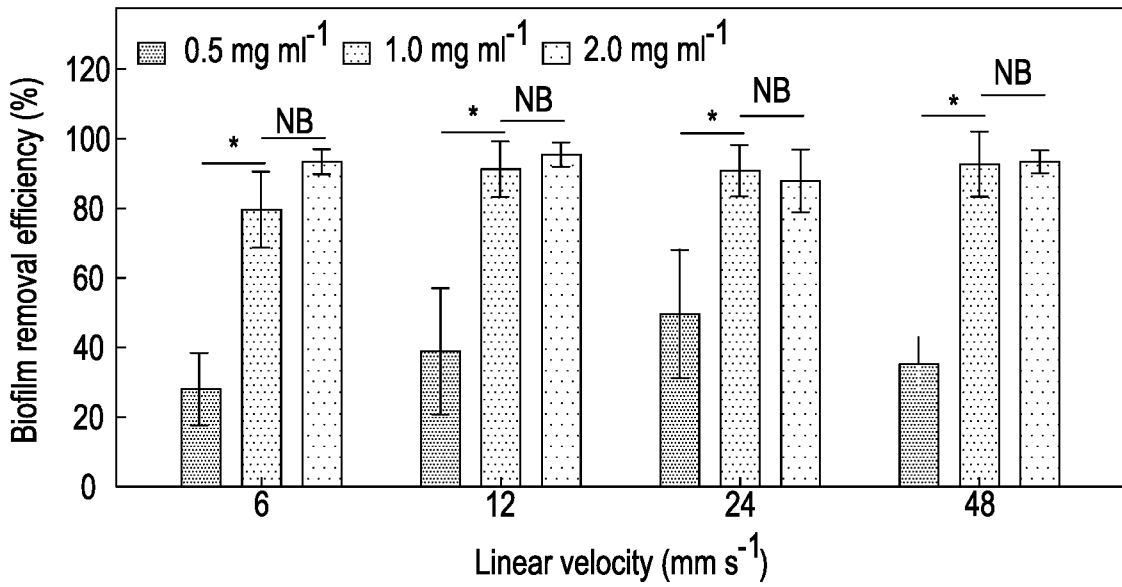 0.5 mg ml⁻¹ 1.0 mg ml⁻¹ 2.0 mg ml⁻¹
Biofilm removal efficiency (%)
120
100
80
60
40
20
0
* NB
* NB
* NB
* NB
6 12 24 48
Linear velocity (mm s⁻¹)